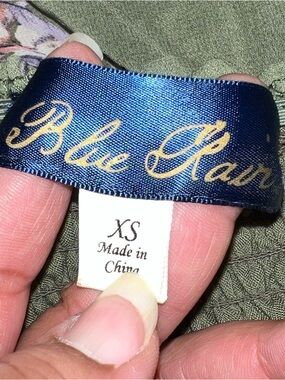 Blue Rain
XS
Made in
China